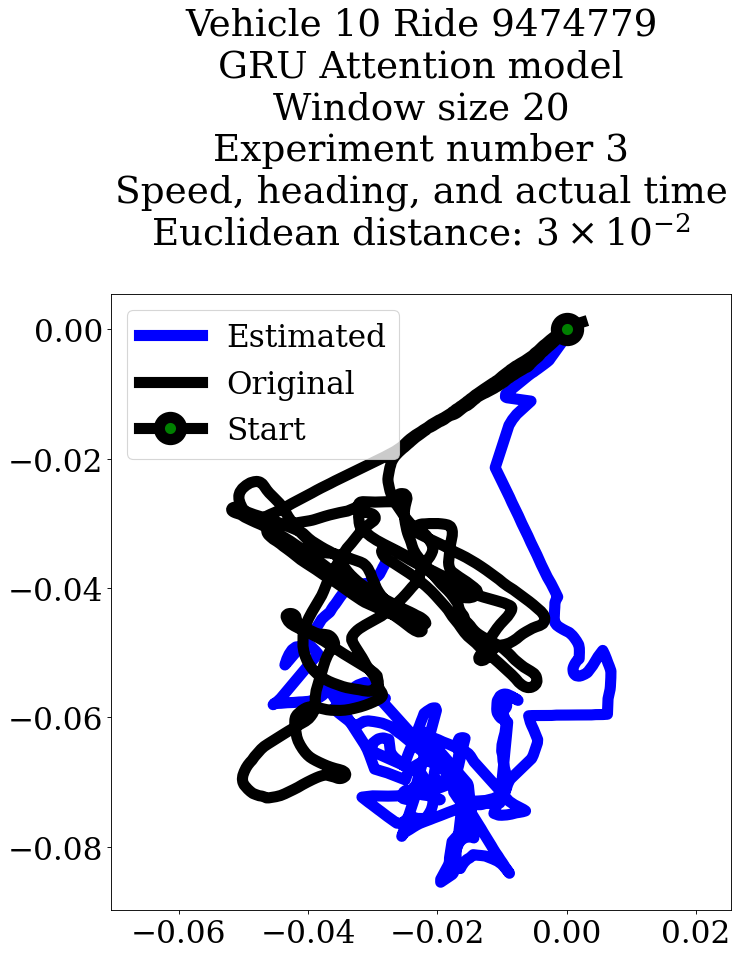 Vehicle 10 Ride 9474779
GRU Attention model
Window size 20
Experiment number 3
Speed, heading, and actual time
Euclidean distance: 3 × 10⁻²
Estimated
Original
Start
0.00
−0.02
−0.04
−0.06
−0.08
−0.06 −0.04 −0.02 0.00 0.02